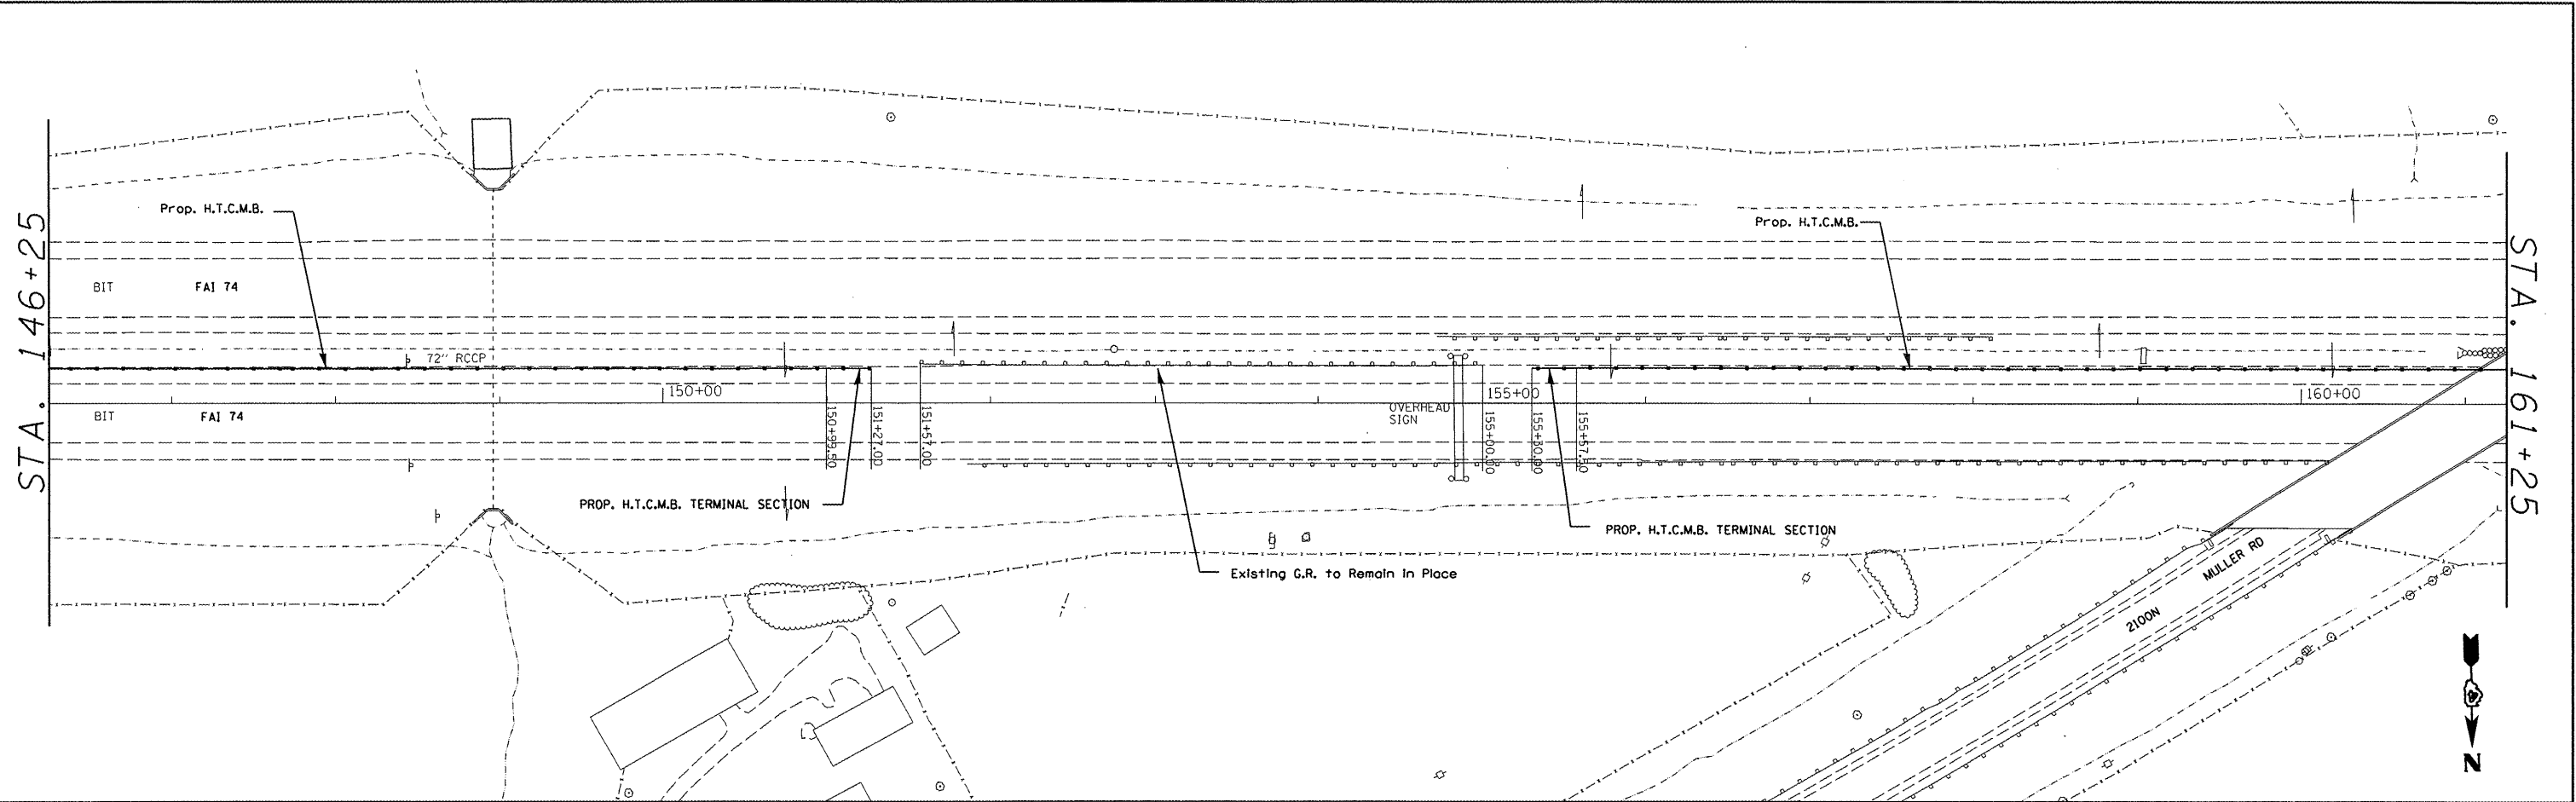 STA. 146+25
Prop. H.T.C.M.B.
Prop. H.T.C.M.B.
STA. 161+25
BIT FAI 74
72" RCCP
150+00
155+00
160+00
BIT FAI 74
OVERHEAD
SIGN
150+99.50
151+27.00
151+57.00
155+00.00
155+30.00
155+57.50
PROP. H.T.C.M.B. TERMINAL SECTION
PROP. H.T.C.M.B. TERMINAL SECTION
Existing G.R. to Remain in Place
MULLER RD
2100N
N